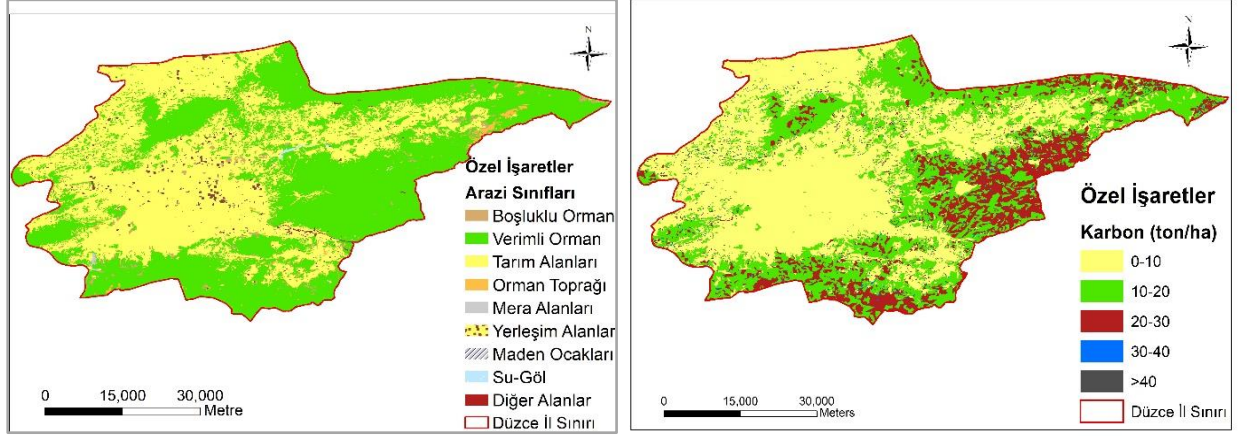 N
Özel İşaretler
Arazi Sınıfları
Boşluklu Orman
Verimli Orman
Tarım Alanları
Orman Toprağı
Mera Alanları
Yerleşim Alanlar
Maden Ocakları
Su-Göl
Diğer Alanlar
Düzce İl Sınırı
0 15,000 30,000
Metre
N
Özel İşaretler
Karbon (ton/ha)
0-10
10-20
20-30
30-40
>40
Düzce İl Sınırı
0 15,000 30,000
Meters